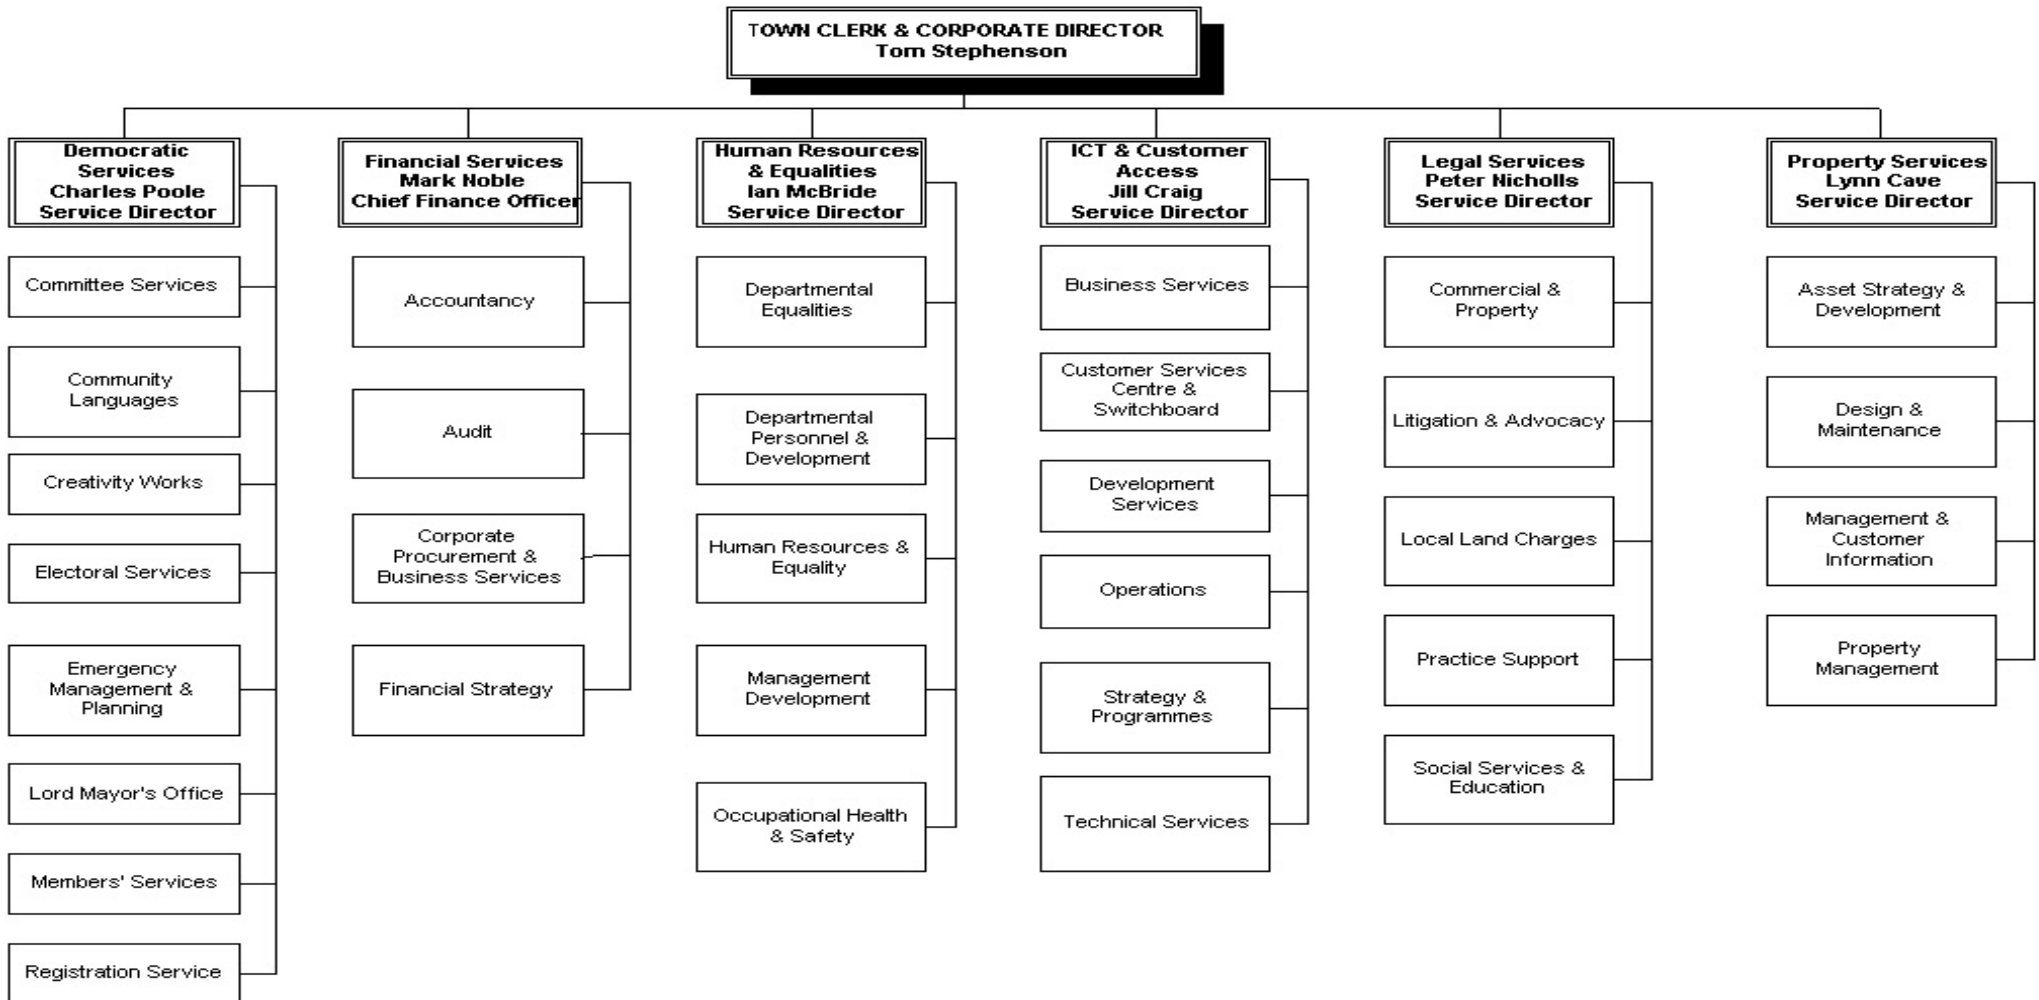 TOWN CLERK & CORPORATE DIRECTOR
Tom Stephenson
Democratic
Services
Charles Poole
Service Director
Committee Services
Community
Languages
Creativity Works
Electoral Services
Emergency
Management &
Planning
Lord Mayor's Office
Members' Services
Registration Service
Financial Services
Mark Noble
Chief Finance Officer
Accountancy
Audit
Corporate
Procurement &
Business Services
Financial Strategy
Human Resources
& Equalities
Ian McBride
Service Director
Departmental
Equalities
Departmental
Personnel &
Development
Human Resources &
Equality
Management
Development
Occupational Health
& Safety
ICT & Customer
Access
Jill Craig
Service Director
Business Services
Customer Services
Centre &
Switchboard
Development
Services
Operations
Strategy &
Programmes
Technical Services
Legal Services
Peter Nicholls
Service Director
Commercial &
Property
Litigation & Advocacy
Local Land Charges
Practice Support
Social Services &
Education
Property Services
Lynn Cave
Service Director
Asset Strategy &
Development
Design &
Maintenance
Management &
Customer
Information
Property
Management